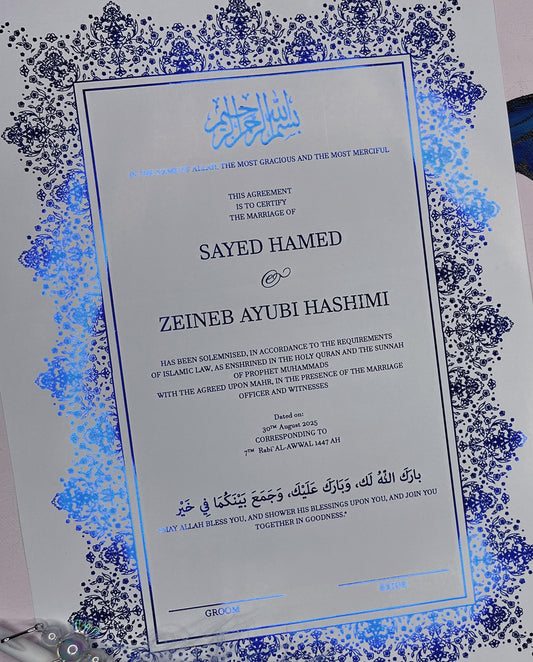 بسم الله الرحمن الرحيم
IN THE NAME OF ALLAH, THE MOST GRACIOUS AND THE MOST MERCIFUL
THIS AGREEMENT
IS TO CERTIFY
THE MARRIAGE OF
SAYED HAMED
&
ZEINEB AYUBI HASHIMI
HAS BEEN SOLEMNISED, IN ACCORDANCE TO THE REQUIREMENTS
OF ISLAMIC LAW, AS ENSHRINED IN THE HOLY QURAN AND THE SUNNAH
OF PROPHET MUHAMMADS
WITH THE AGREED UPON MAHR, IN THE PRESENCE OF THE MARRIAGE
OFFICER AND WITNESSES
Dated on:
30TH August 2025
CORRESPONDING TO
7TH Rabi' AL-AWWAL 1447 AH
بارَكَ اللَّهُ لَك، وَبَارَكَ عَلَيْك، وَجَمَعَ بَيْنَكُمَا فِي خَيْر
"MAY ALLAH BLESS YOU, AND SHOWER HIS BLESSINGS UPON YOU, AND JOIN YOU
TOGETHER IN GOODNESS."
GROOM
BRIDE